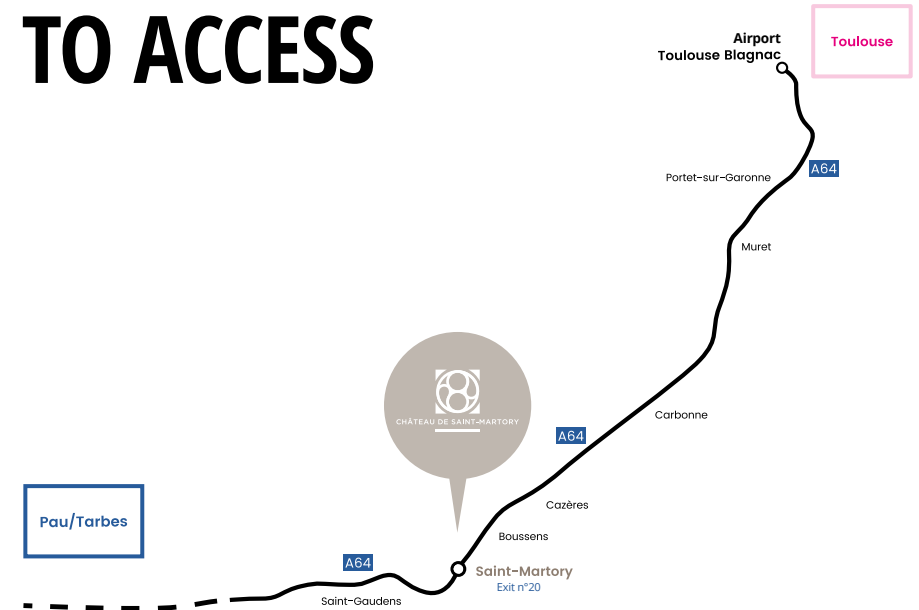 TO ACCESS
Airport
Toulouse Blagnac
Toulouse
A64
Portet-sur-Garonne
Muret
CHÂTEAU DE SAINT-MARTORY
Carbonne
A64
Cazères
Pau/Tarbes
Boussens
A64
Saint-Martory
Exit n°20
Saint-Gaudens